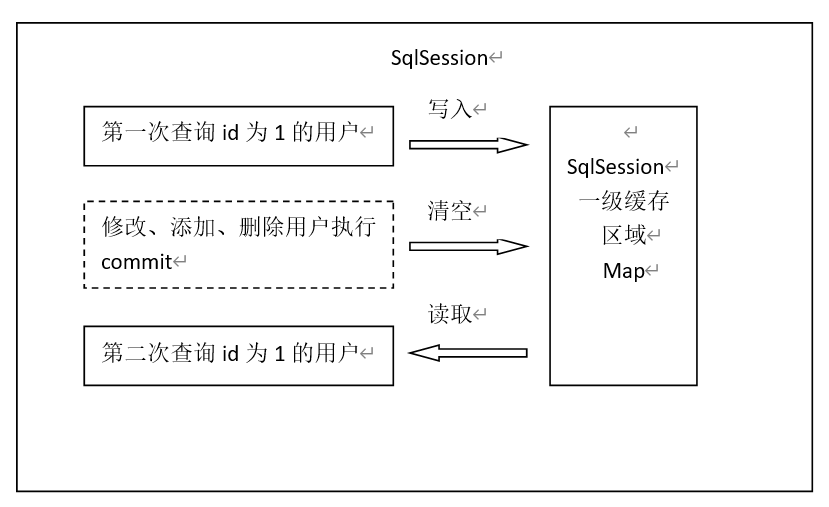 SqlSession
写入
第一次查询 id 为 1 的用户
SqlSession
一级缓存
区域
Map
清空
修改、添加、删除用户执行
commit
读取
第二次查询 id 为 1 的用户